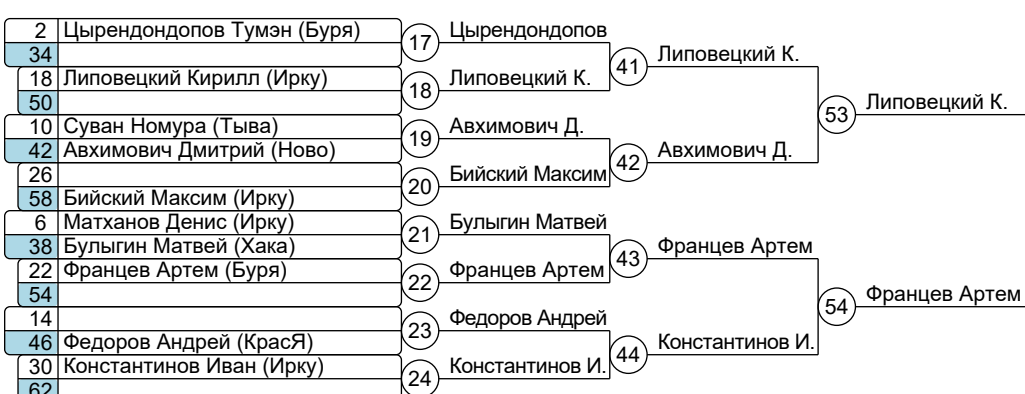 2 Цырендондопов Тумэн (Буря)
34
18 Липовецкий Кирилл (Ирку)
50
10 Суван Номура (Тыва)
42 Авхимович Дмитрий (Ново)
26
58 Бийский Максим (Ирку)
6 Матханов Денис (Ирку)
38 Булыгин Матвей (Хака)
22 Францев Артем (Буря)
54
14
46 Федоров Андрей (КрасЯ)
30 Константинов Иван (Ирку)
62
17 Цырендондопов
18 Липовецкий К.
19 Авхимович Д.
20 Бийский Максим
21 Булыгин Матвей
22 Францев Артем
23 Федоров Андрей
24 Константинов И.
41 Липовецкий К.
42 Авхимович Д.
43 Францев Артем
44 Константинов И.
53 Липовецкий К.
54 Францев Артем